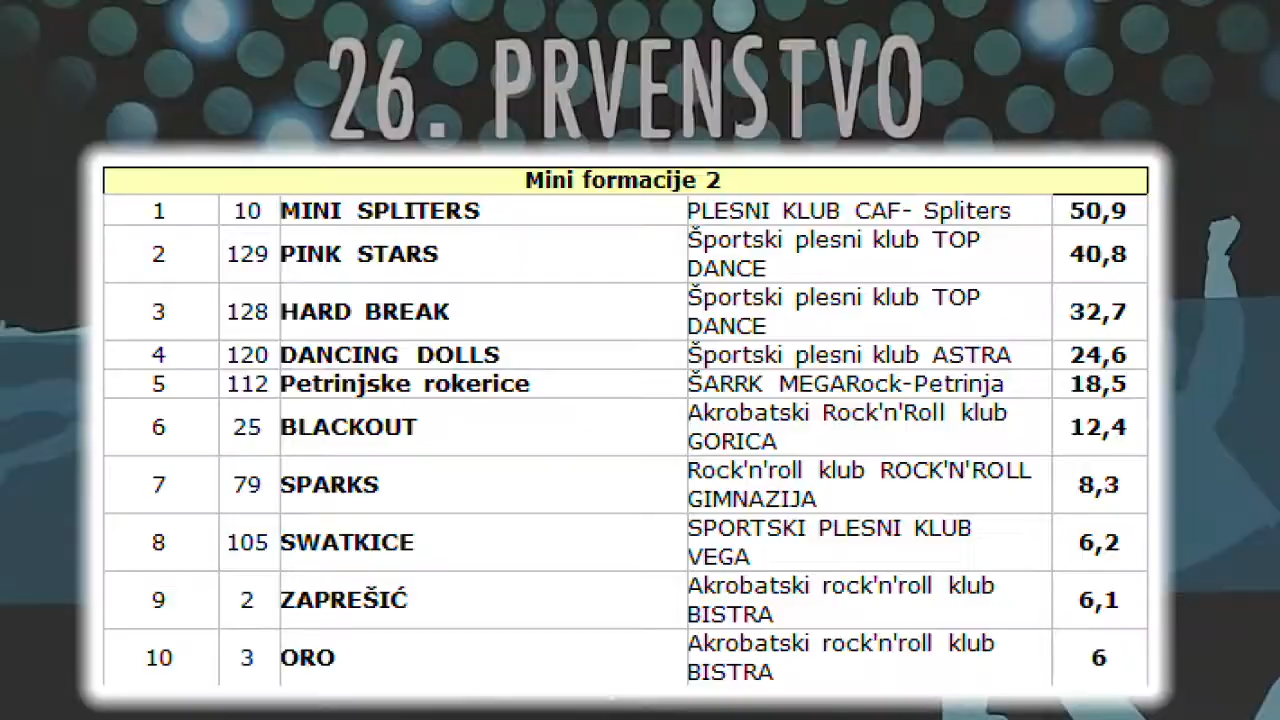 26. PRVENSTVO
Mini formacije 2
1 10 MINI SPLITERS PLESNI KLUB CAF- Spliters 50,9
2 129 PINK STARS Športski plesni klub TOP DANCE 40,8
3 128 HARD BREAK Športski plesni klub TOP DANCE 32,7
4 120 DANCING DOLLS Športski plesni klub ASTRA 24,6
5 112 Petrinjske rokerice ŠARRK MEGARock-Petrinja 18,5
6 25 BLACKOUT Akrobatski Rock'n'Roll klub GORICA 12,4
7 79 SPARKS Rock'n'roll klub ROCK'N'ROLL GIMNAZIJA 8,3
8 105 SWATKICE SPORTSKI PLESNI KLUB VEGA 6,2
9 2 ZAPREŠIĆ Akrobatski rock'n'roll klub BISTRA 6,1
10 3 ORO Akrobatski rock'n'roll klub BISTRA 6